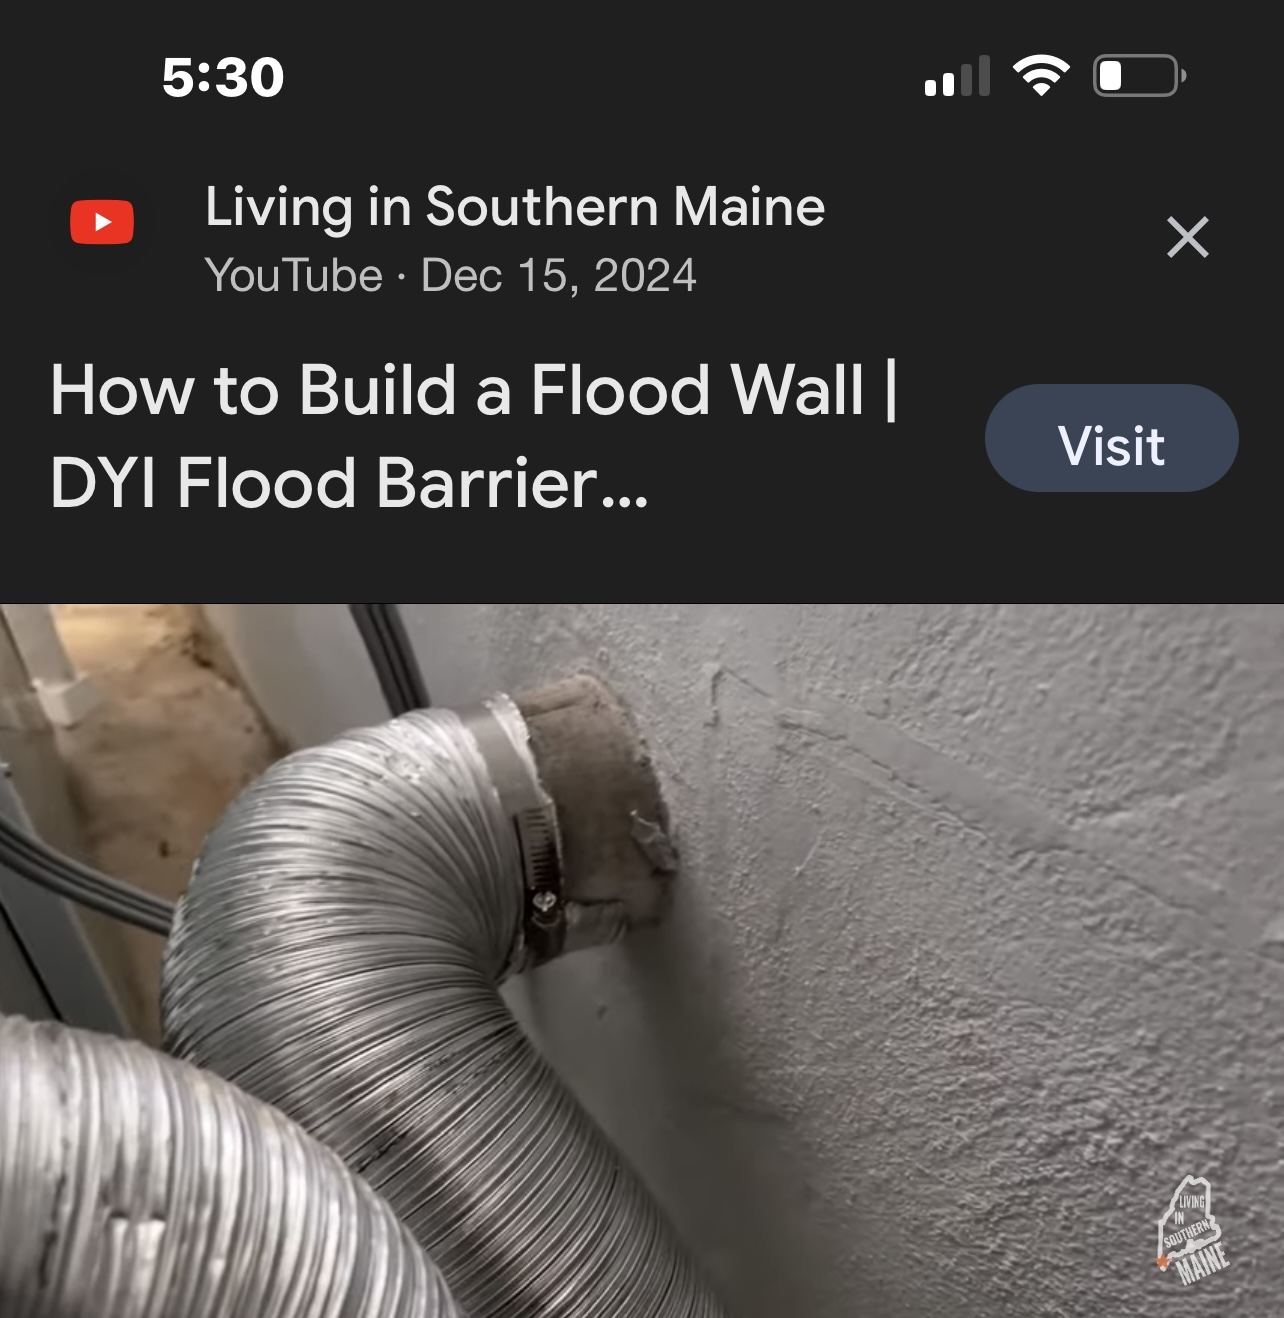 5:30
Living in Southern Maine
YouTube · Dec 15, 2024
How to Build a Flood Wall |
DYI Flood Barrier...
Visit
LIVING
IN
SOUTHERN
MAINE